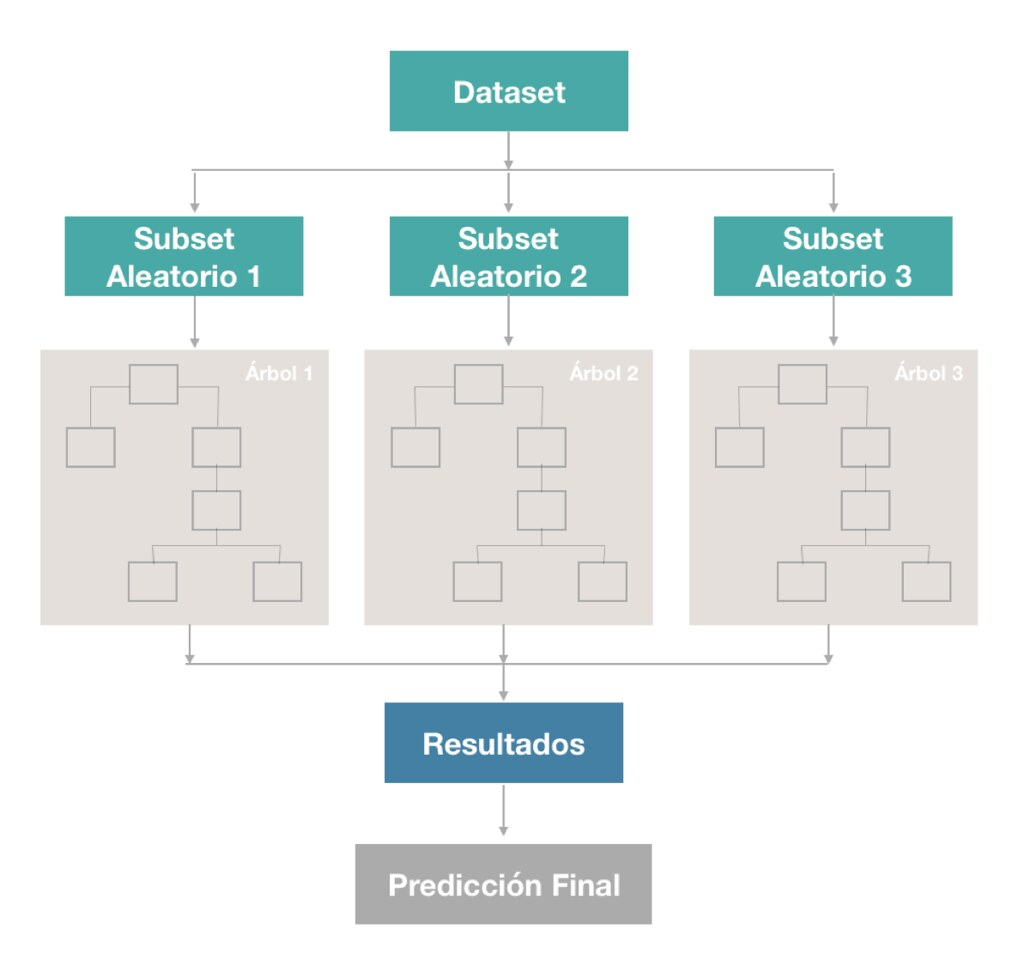 Dataset
Subset
Aleatorio 1
Subset
Aleatorio 2
Subset
Aleatorio 3
Árbol 1
Árbol 2
Árbol 3
Resultados
Predicción Final